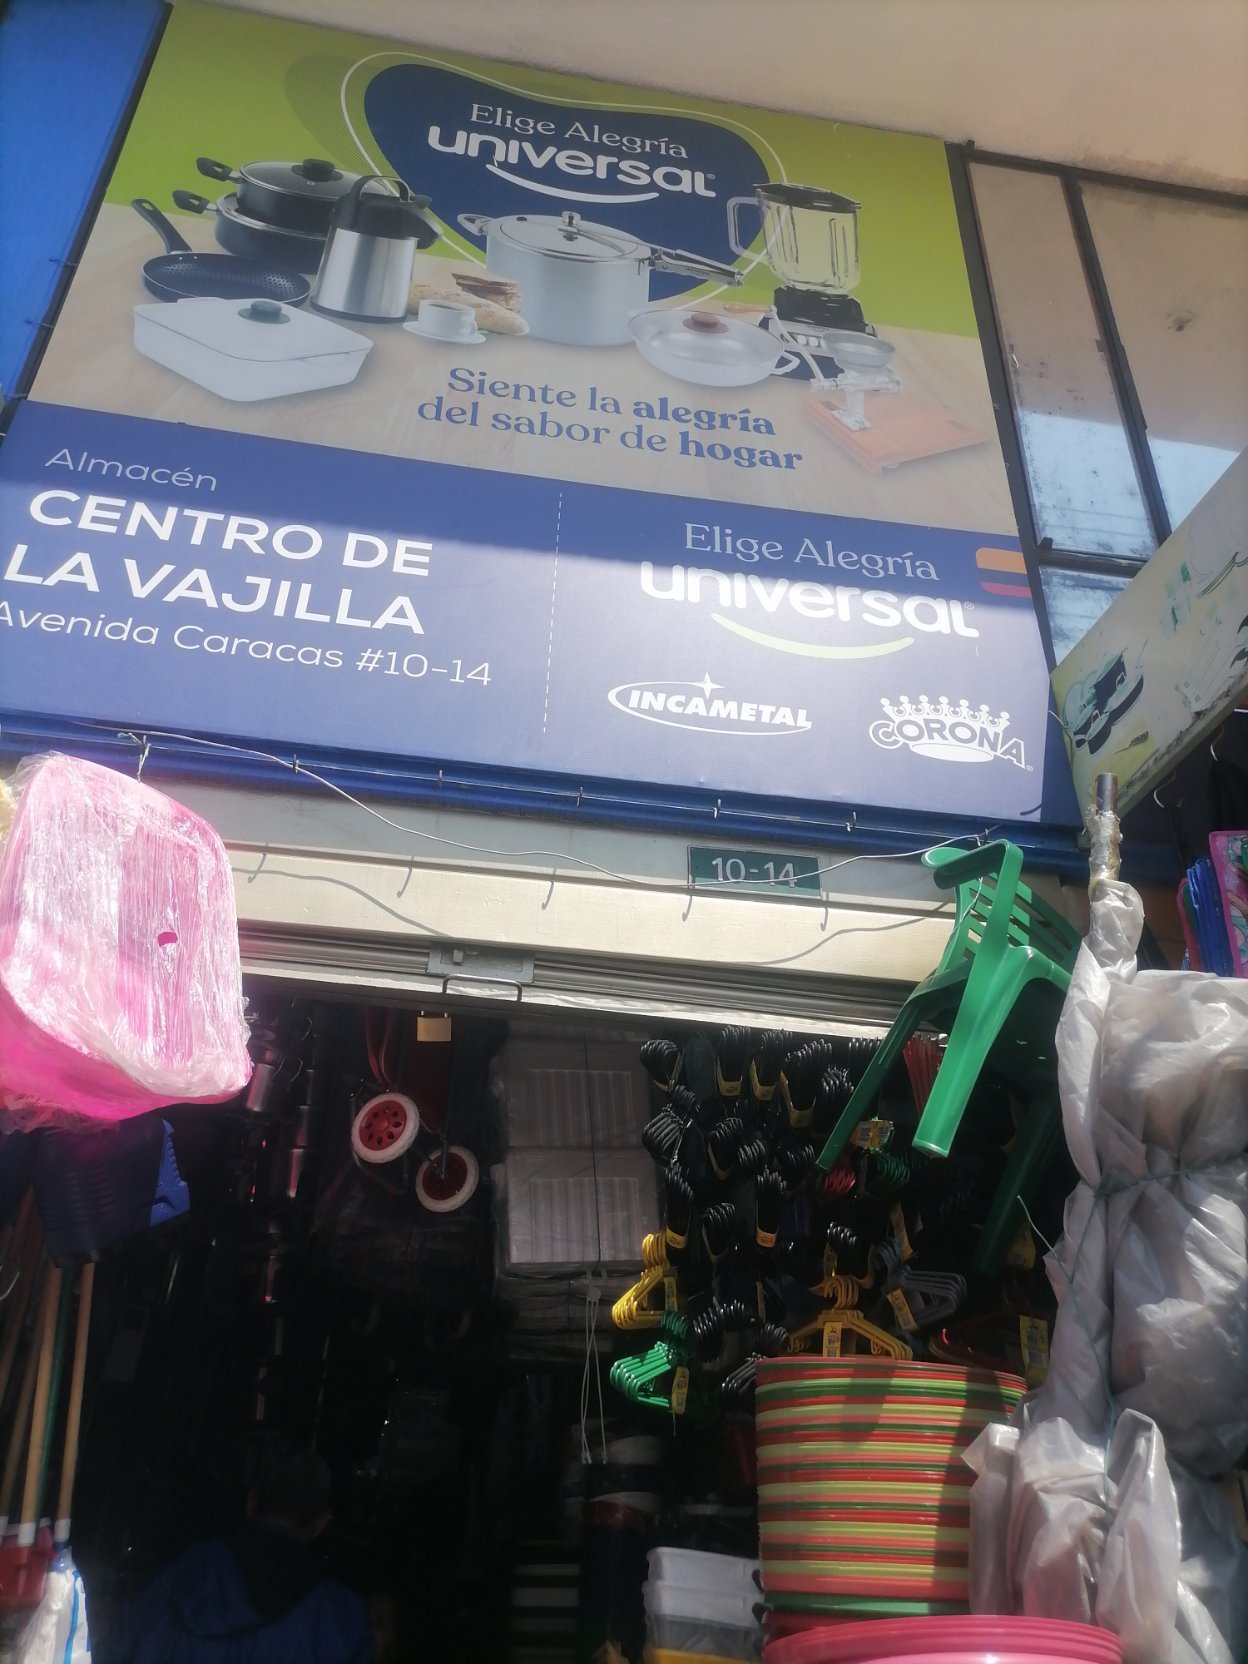 Elige Alegría
universal®
Siente la alegría
del sabor de hogar
Almacén
CENTRO DE
LA VAJILLA
Avenida Caracas #10-14
Elige Alegría
universal®
INCAMETAL
CORONA®
10-14